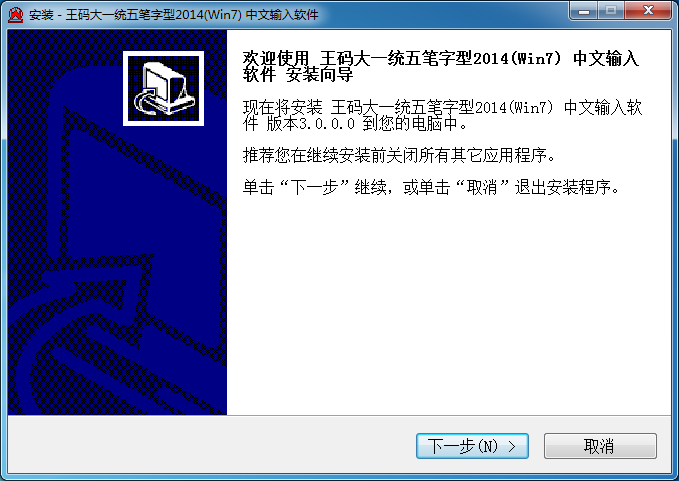 安装 - 王码大一统五笔字型2014(Win7) 中文输入软件
欢迎使用 王码大一统五笔字型2014(Win7) 中文输入
软件 安装向导
现在将安装 王码大一统五笔字型2014(Win7) 中文输入软
件 版本3.0.0.0 到您的电脑中。
推荐您在继续安装前关闭所有其它应用程序。
单击“下一步”继续，或单击“取消”退出安装程序。
下一步(N) >
取消